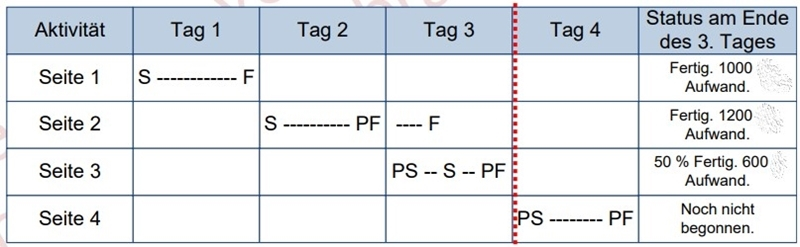 Aktivität Tag 1 Tag 2 Tag 3 Tag 4 Status am Ende
des 3. Tages
Seite 1 S ------------ F Fertig. 1000
Aufwand.
Seite 2 S ---------- PF ---- F Fertig. 1200
Aufwand.
Seite 3 PS -- S -- PF 50 % Fertig. 600
Aufwand.
Seite 4 PS -------- PF Noch nicht
begonnen.